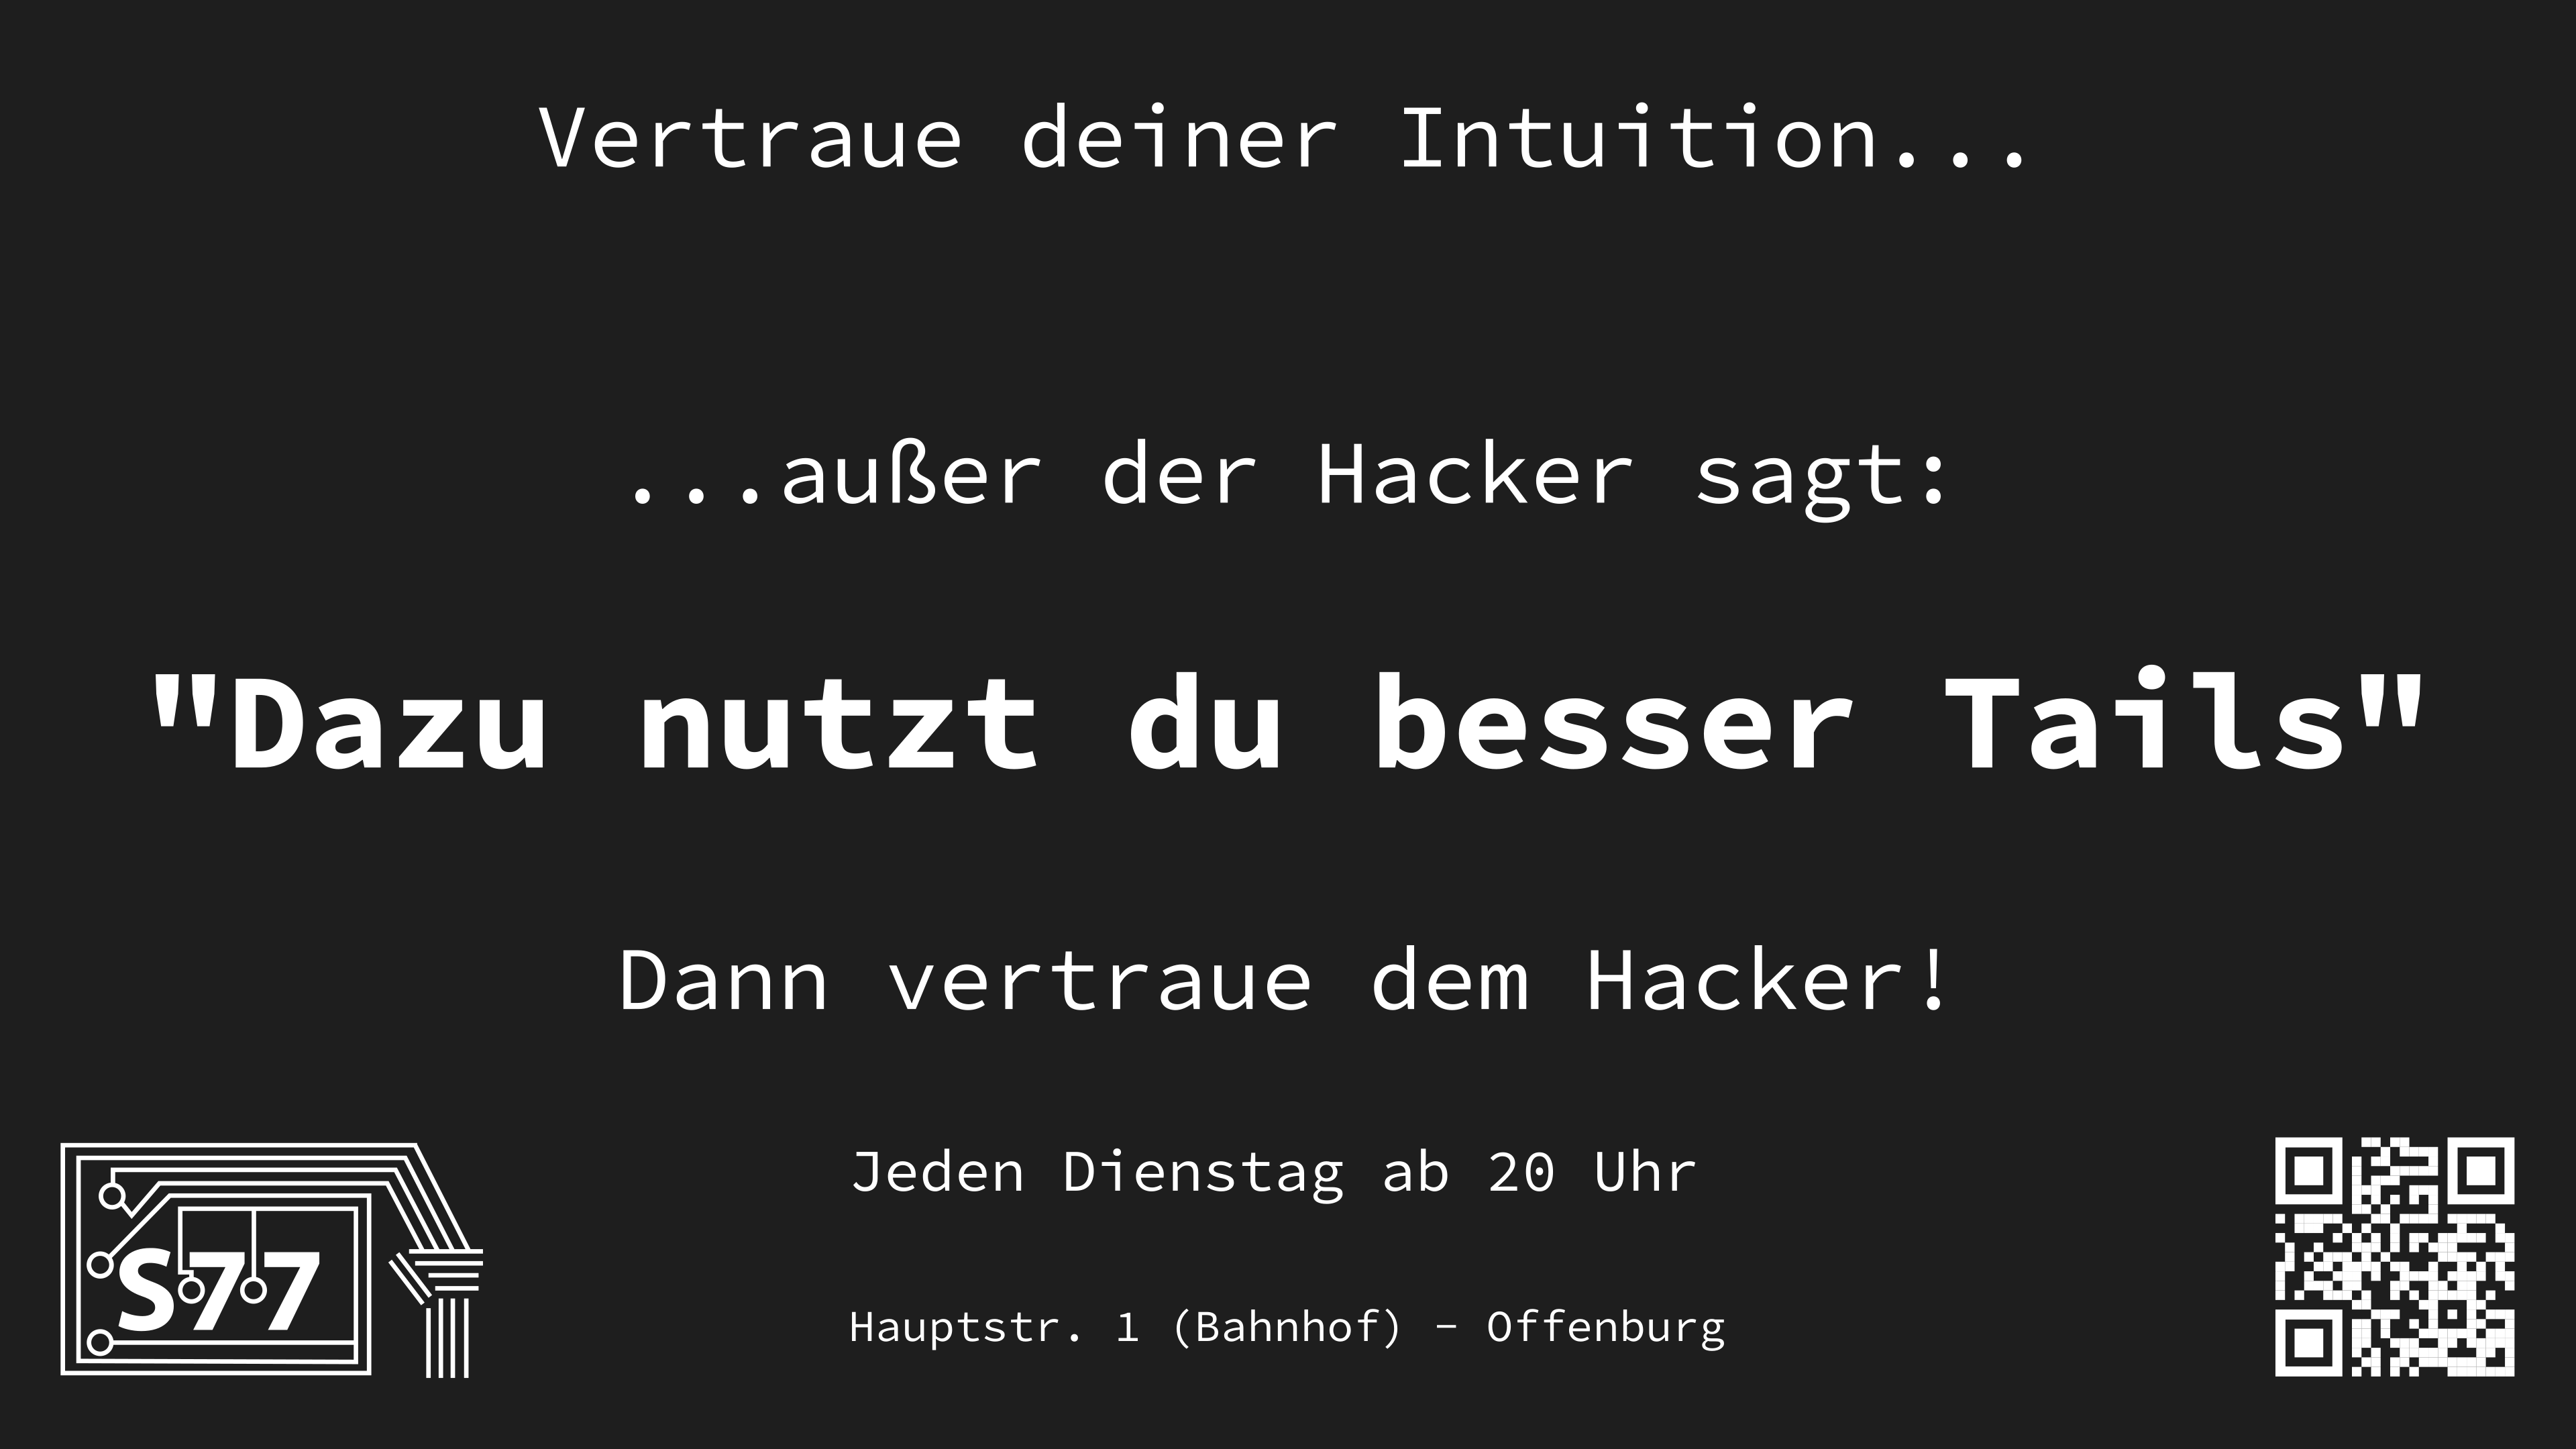 Vertraue deiner Intuition...
...außer der Hacker sagt:
"Dazu nutzt du besser Tails"
Dann vertraue dem Hacker!
Jeden Dienstag ab 20 Uhr
S77
Hauptstr. 1 (Bahnhof) - Offenburg